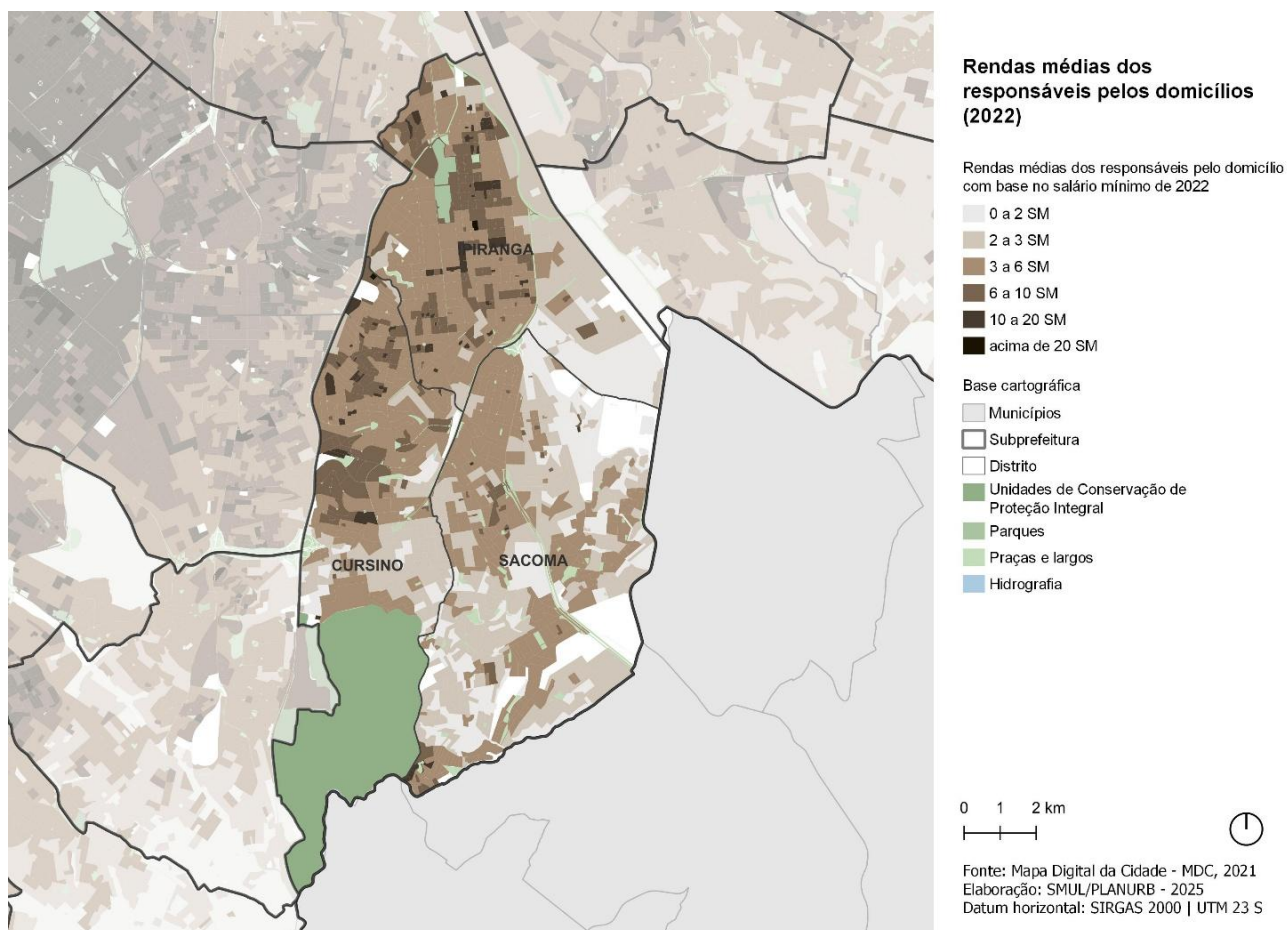 Rendas médias dos
responsáveis pelos domicílios
(2022)
Rendas médias dos responsáveis pelo domicílio
com base no salário mínimo de 2022
0 a 2 SM
2 a 3 SM
3 a 6 SM
6 a 10 SM
10 a 20 SM
acima de 20 SM
Base cartográfica
Municípios
Subprefeitura
Distrito
Unidades de Conservação de
Proteção Integral
Parques
Praças e largos
Hidrografia
IPIRANGA
CURSINO
SACOMA
0 1 2 km
Fonte: Mapa Digital da Cidade - MDC, 2021
Elaboração: SMUL/PLANURB - 2025
Datum horizontal: SIRGAS 2000 | UTM 23 S